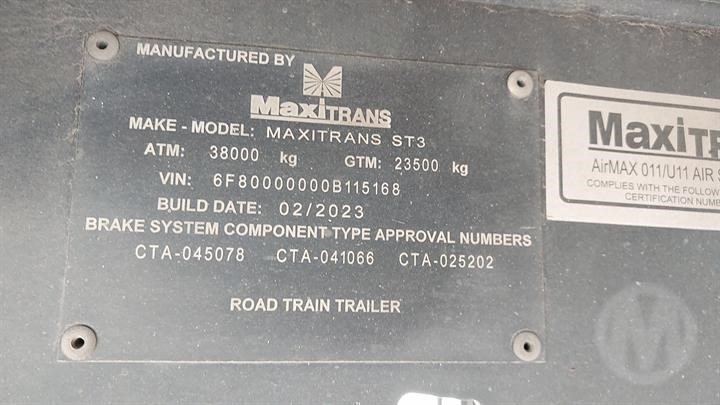 MANUFACTURED BY
MaxiTRANS
MAKE - MODEL: MAXITRANS ST3
ATM: 38000 kg GTM: 23500 kg
VIN: 6F80000000B115168
BUILD DATE: 02/2023
BRAKE SYSTEM COMPONENT TYPE APPROVAL NUMBERS
CTA-045078 CTA-041066 CTA-025202
ROAD TRAIN TRAILER
MaxiTR
AirMAX 011/U11 AIR S
COMPLIES WITH THE FOLLOW
CERTIFICATION NUMB
M